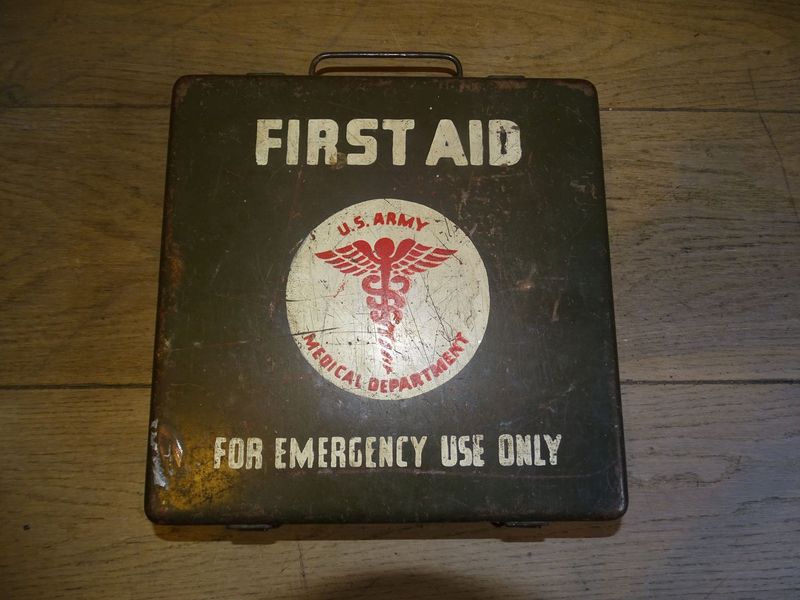 FIRST AID
U.S. ARMY
MEDICAL DEPARTMENT
FOR EMERGENCY USE ONLY